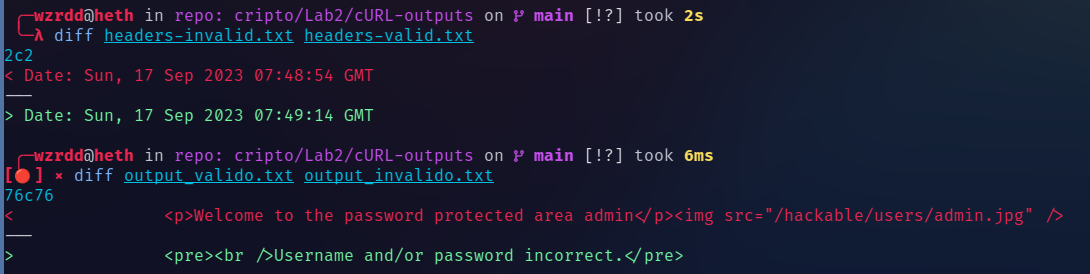 ╭─wzrdd@heth in repo: cripto/Lab2/cURL-outputs on  main [!?] took 2s
╰─λ diff headers-invalid.txt headers-valid.txt
2c2
< Date: Sun, 17 Sep 2023 07:48:54 GMT
---
> Date: Sun, 17 Sep 2023 07:49:14 GMT
╭─wzrdd@heth in repo: cripto/Lab2/cURL-outputs on  main [!?] took 6ms
[🔴] × diff output_valido.txt output_invalido.txt
76c76
< <p>Welcome to the password protected area admin</p><img src="/hackable/users/admin.jpg" />
---
> <pre><br />Username and/or password incorrect.</pre>